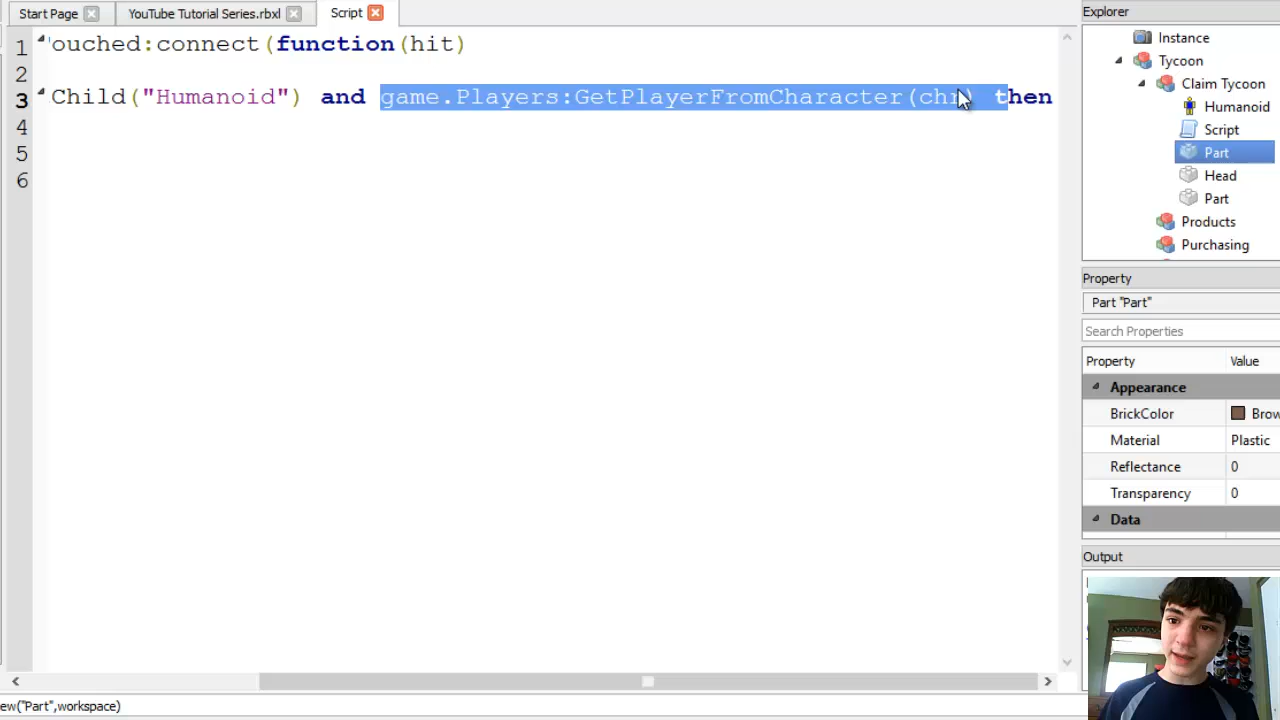 Start Page
YouTube Tutorial Series.rbxl
Script
1 ouched:connect(function(hit)
2
3 Child("Humanoid") and game.Players:GetPlayerFromCharacter(chr) then
4
5
6
ew("Part",workspace)
Explorer
Instance
Tycoon
Claim Tycoon
Humanoid
Script
Part
Head
Part
Products
Purchasing
Property
Part "Part"
Search Properties
Property Value
Appearance
BrickColor Brow
Material Plastic
Reflectance 0
Transparency 0
Data
Output